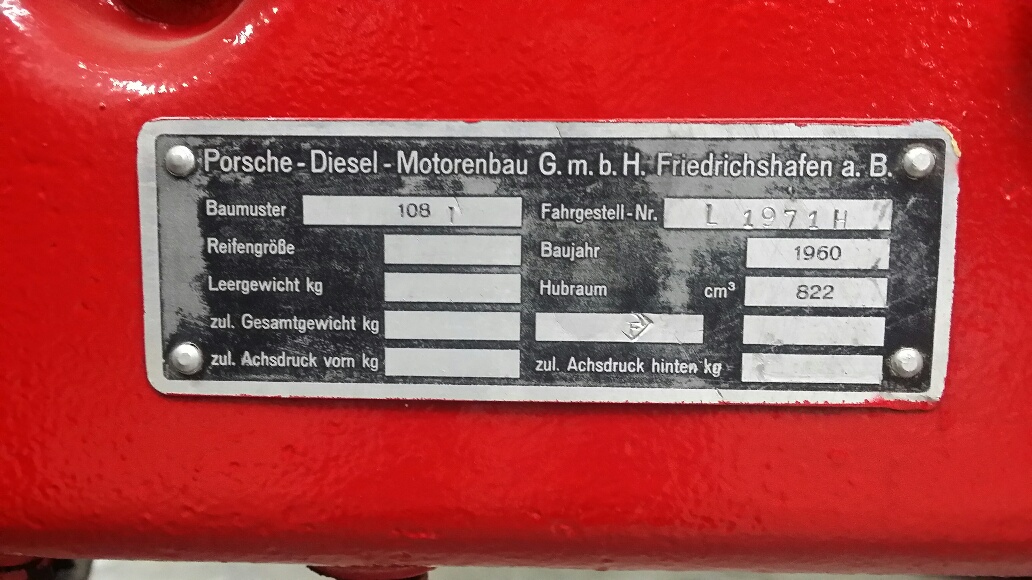 Porsche-Diesel-Motorenbau G.m.b.H. Friedrichshafen a. B.
Baumuster 108 Fahrgestell-Nr. L 1971H
Reifengröße Baujahr 1960
Leergewicht kg Hubraum cm³ 822
zul. Gesamtgewicht kg
zul. Achsdruck vorn kg zul. Achsdruck hinten kg